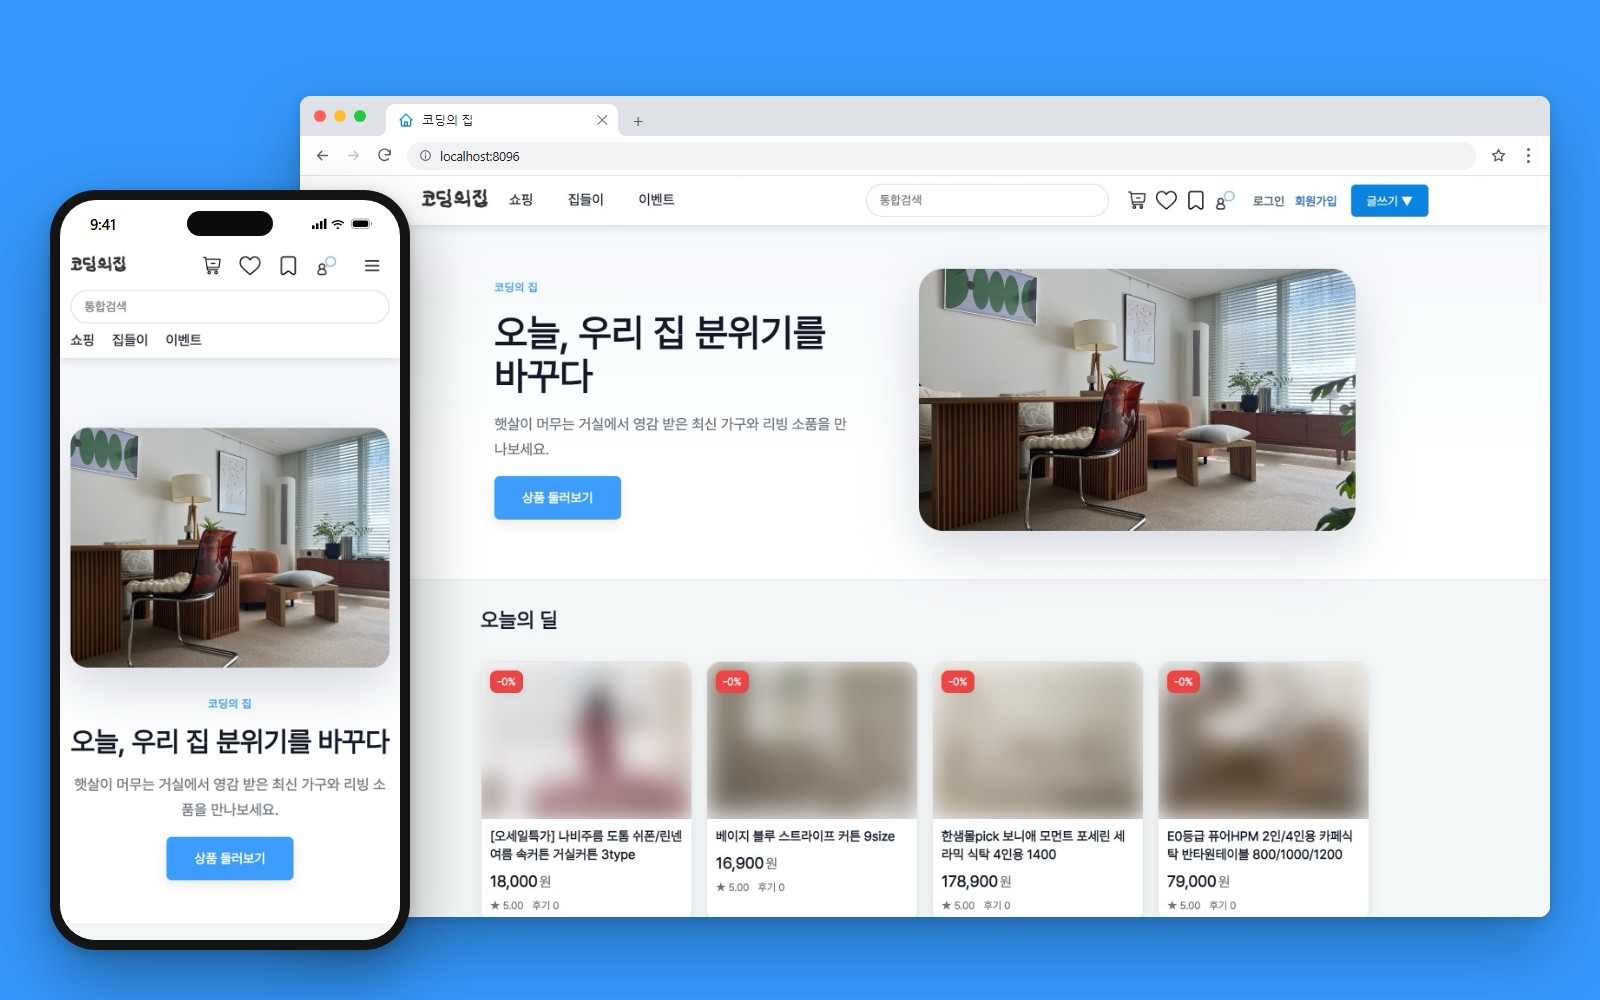 코딩의 집
localhost:8096
코딩의집
쇼핑
집들이
이벤트
통합검색
로그인
회원가입
글쓰기 ▼
코딩의 집
오늘, 우리 집 분위기를
바꾸다
햇살이 머무는 거실에서 영감 받은 최신 가구와 리빙 소품을 만
나보세요.
상품 둘러보기
오늘의 딜
-0%
[오세일특가] 나비주름 도톰 쉬폰/린넨
여름 속커튼 거실커튼 3type
18,000원
★ 5.00 후기 0
-0%
베이지 블루 스트라이프 커튼 9size
16,900원
★ 5.00 후기 0
-0%
한샘몰pick 보니애 모먼트 포세린 세
라믹 식탁 4인용 1400
178,900원
★ 5.00 후기 0
-0%
E0등급 퓨어HPM 2인/4인용 카페식
탁 반타원테이블 800/1000/1200
79,000원
★ 5.00 후기 0
9:41
코딩의집
통합검색
쇼핑 집들이 이벤트
코딩의 집
오늘, 우리 집 분위기를 바꾸다
햇살이 머무는 거실에서 영감 받은 최신 가구와 리빙 소
품을 만나보세요.
상품 둘러보기